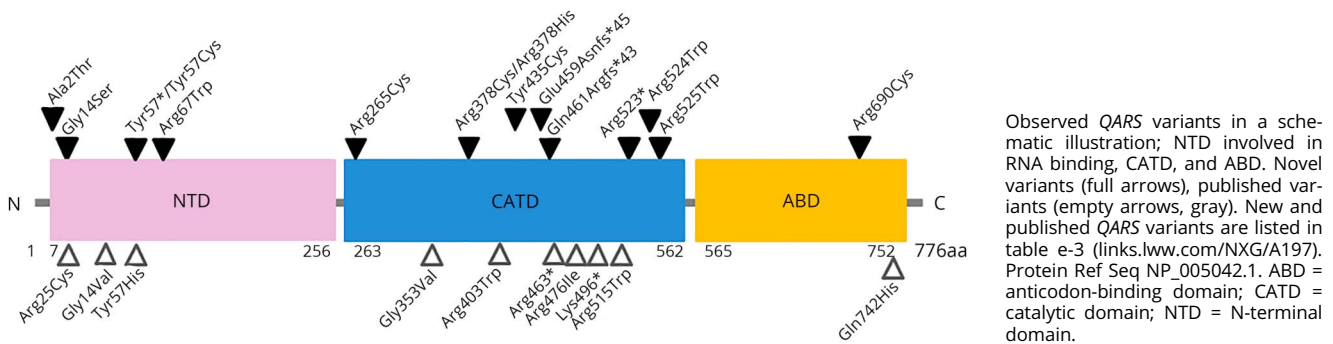 Ala2Thr
Gly14Ser
Tyr57*/Tyr57Cys
Arg67Trp
Arg265Cys
Arg378Cys/Arg378His
Tyr435Cys
Glu459Asnfs*45
Gln461Argfs*43
Arg523*
Arg524Trp
Arg525Trp
Arg690Cys
N NTD CATD ABD C
1 7 256 263 562 565 752 776aa
Arg25Cys
Gly14Val
Tyr57His
Gly353Val
Arg403Trp
Arg463*
Arg476Ile
Lys496*
Arg515Trp
Gln742His
Observed QARS variants in a sche-
matic illustration; NTD involved in
RNA binding, CATD, and ABD. Novel
variants (full arrows), published var-
iants (empty arrows, gray). New and
published QARS variants are listed in
table e-3 (links.lww.com/NXG/A197).
Protein Ref Seq NP_005042.1. ABD =
anticodon-binding domain; CATD =
catalytic domain; NTD = N-terminal
domain.